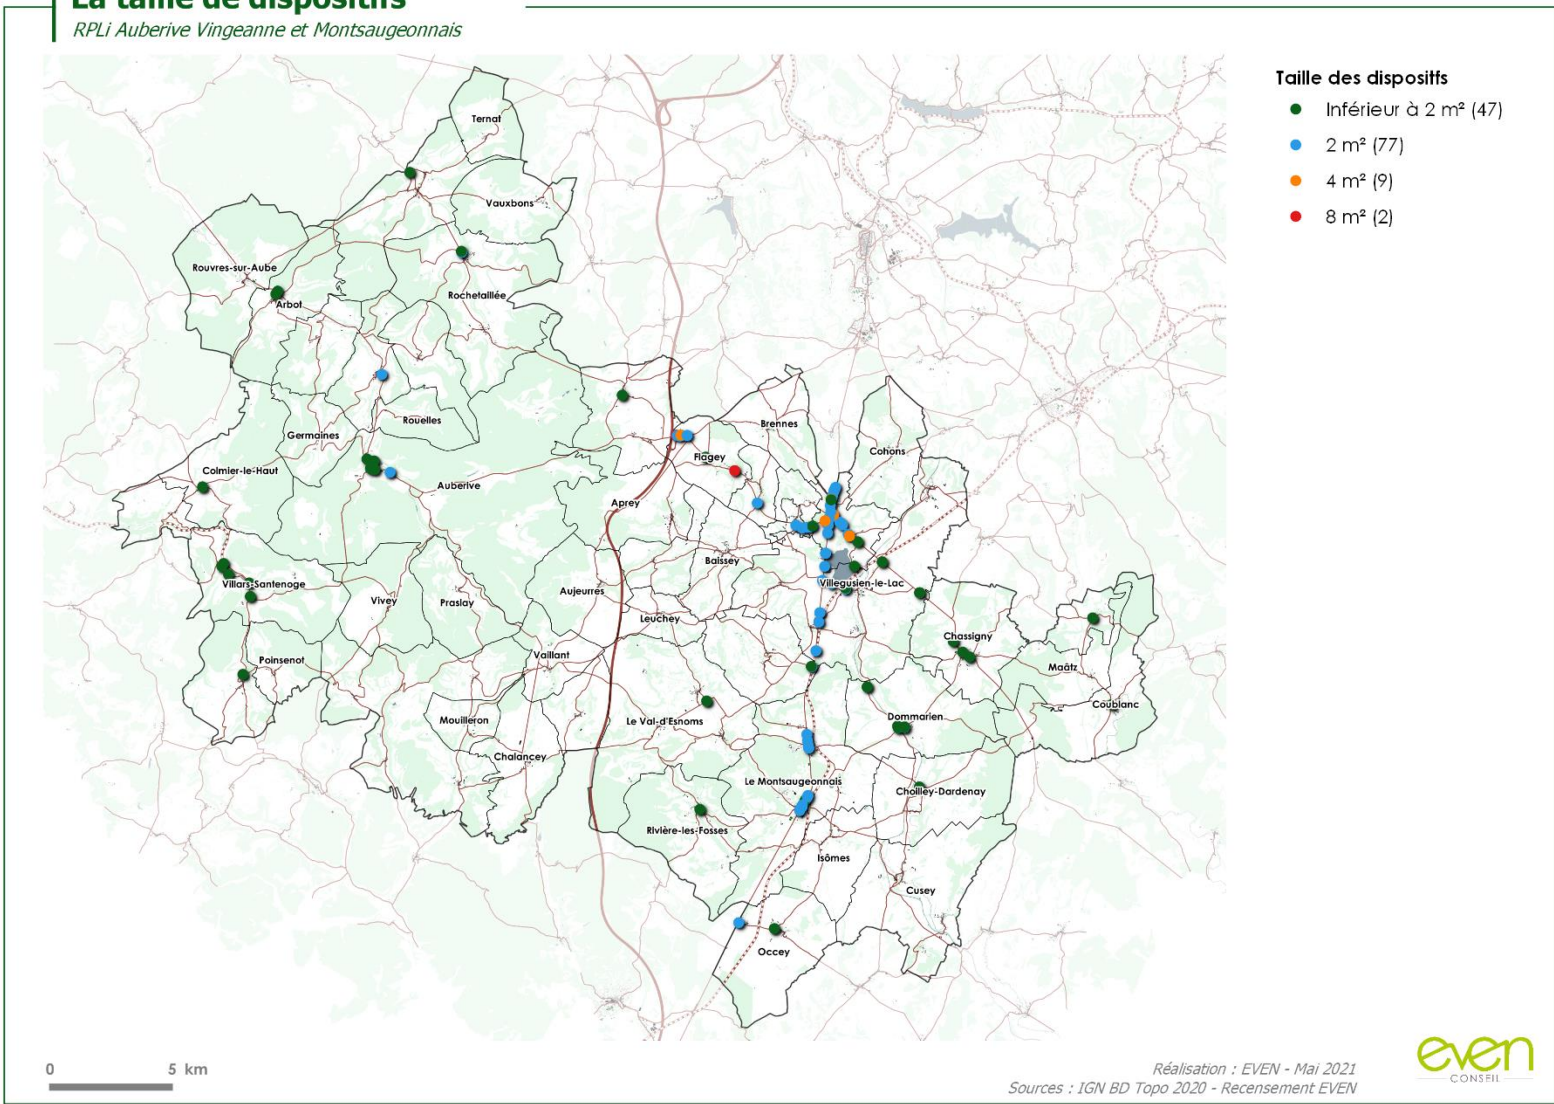 La taille de dispositifs
RPLi Auberive Vingeanne et Montsaugeonnais
Taille des dispositfs
Inférieur à 2 m² (47)
2 m² (77)
4 m² (9)
8 m² (2)
Ternat
Vauxbons
Rouvres-sur-Aube
Arbot
Rochetaillée
Rouelles
Germaines
Brennes
Cohons
Flagey
Colmier-le-Haut
Auberive
Aprey
Baissey
Villegusien-le-Lac
Villars-Santenoge
Vivey
Praslay
Aujeurres
Leuchey
Chassigny
Vaillant
Poinsenot
Maâtz
Coublanc
Mouilleron
Le Val-d'Esnoms
Dommarien
Chalancey
Le Montsaugeonnais
Choilley-Dardenay
Rivière-les-Fosses
Isômes
Cusey
Occey
0 5 km
Réalisation : EVEN - Mai 2021
Sources : IGN BD Topo 2020 - Recensement EVEN
even
CONSEIL